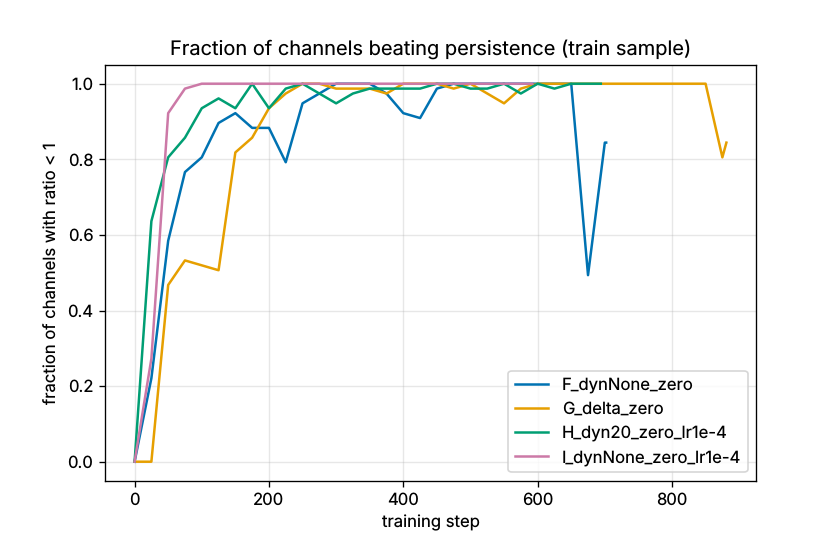 Fraction of channels beating persistence (train sample)
fraction of channels with ratio < 1
1.0
0.8
0.6
0.4
0.2
0.0
0
200
400
600
800
training step
F_dynNone_zero
G_delta_zero
H_dyn20_zero_lr1e-4
I_dynNone_zero_lr1e-4